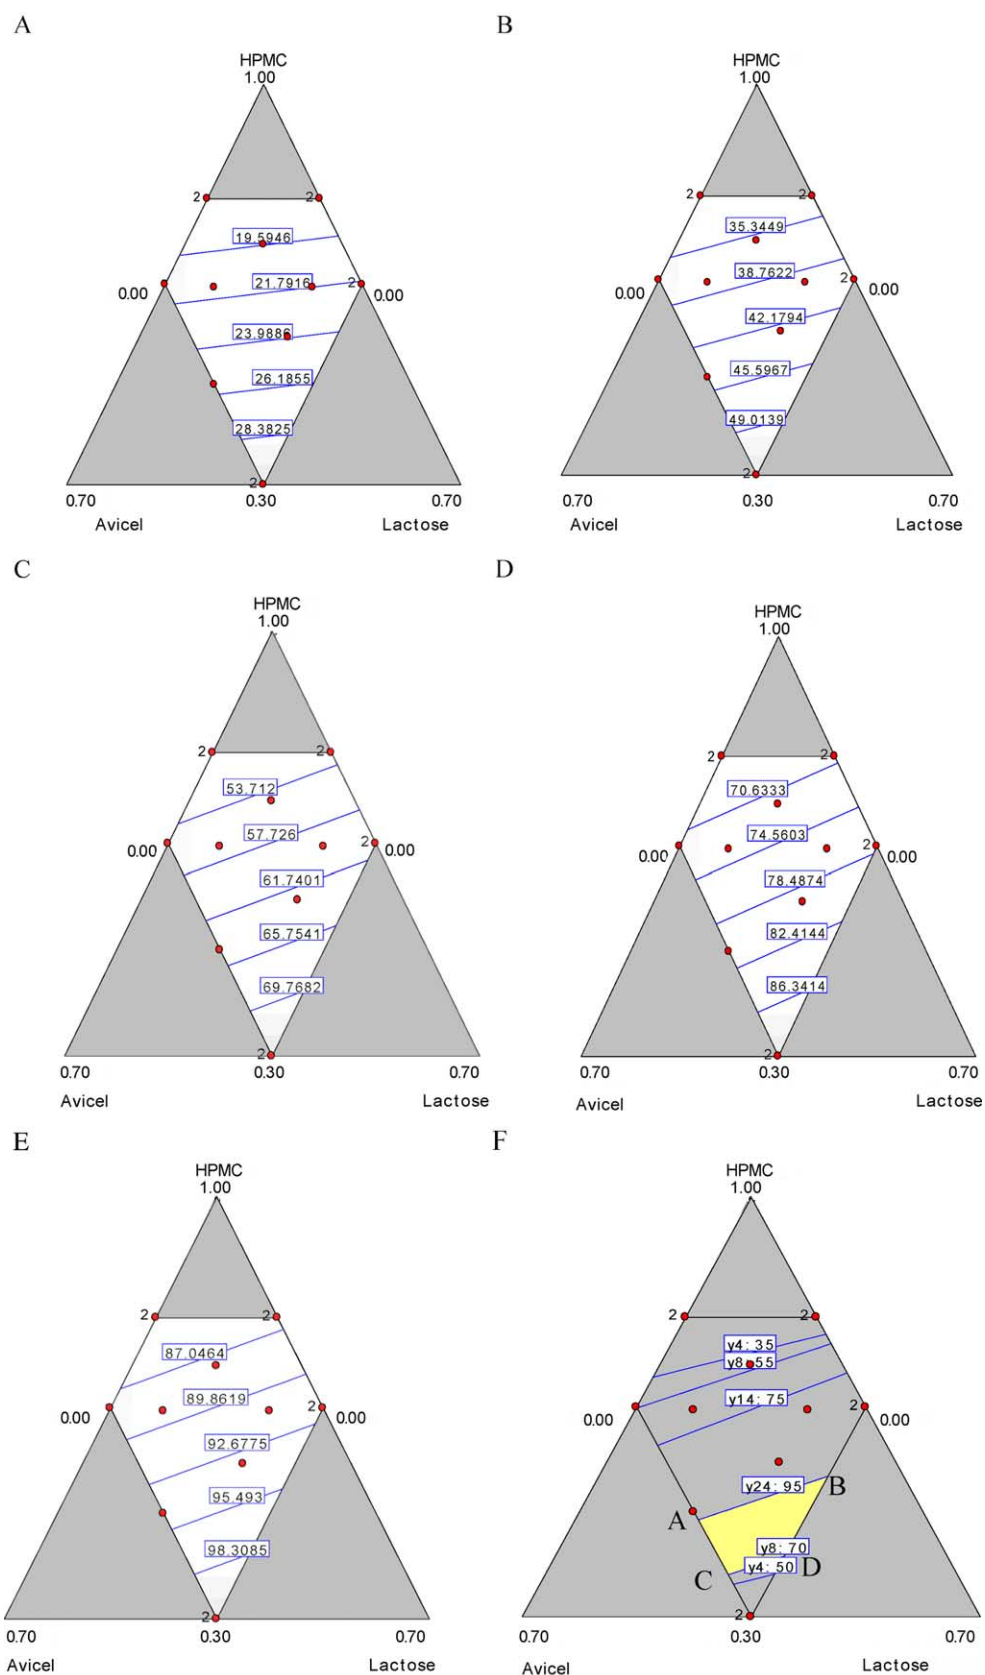 A
B
HPMC
1.00
HPMC
1.00
2
2
2
2
19.5946
35.3449
21.7916
2
38.7622
2
0.00
0.00
0.00
0.00
23.9886
42.1794
26.1855
45.5967
28.3825
49.0139
2
2
0.70
0.30
0.70
0.70
0.30
0.70
Avicel
Lactose
Avicel
Lactose
C
D
HPMC
1.00
HPMC
1.00
2
2
2
2
53.712
70.6333
57.726
2
74.5603
2
0.00
0.00
0.00
0.00
61.7401
78.4874
65.7541
82.4144
69.7682
86.3414
2
2
0.70
0.30
0.70
0.70
0.30
0.70
Avicel
Lactose
Avicel
Lactose
E
F
HPMC
1.00
HPMC
1.00
2
2
2
2
87.0464
y4: 35
y8: 55
89.8619
y14: 75
2
2
0.00
0.00
0.00
0.00
92.6775
95.493
y24: 95
B
A
98.3085
y8: 70
y4: 50
D
C
2
2
0.70
0.30
0.70
0.70
0.30
0.70
Avicel
Lactose
Avicel
Lactose